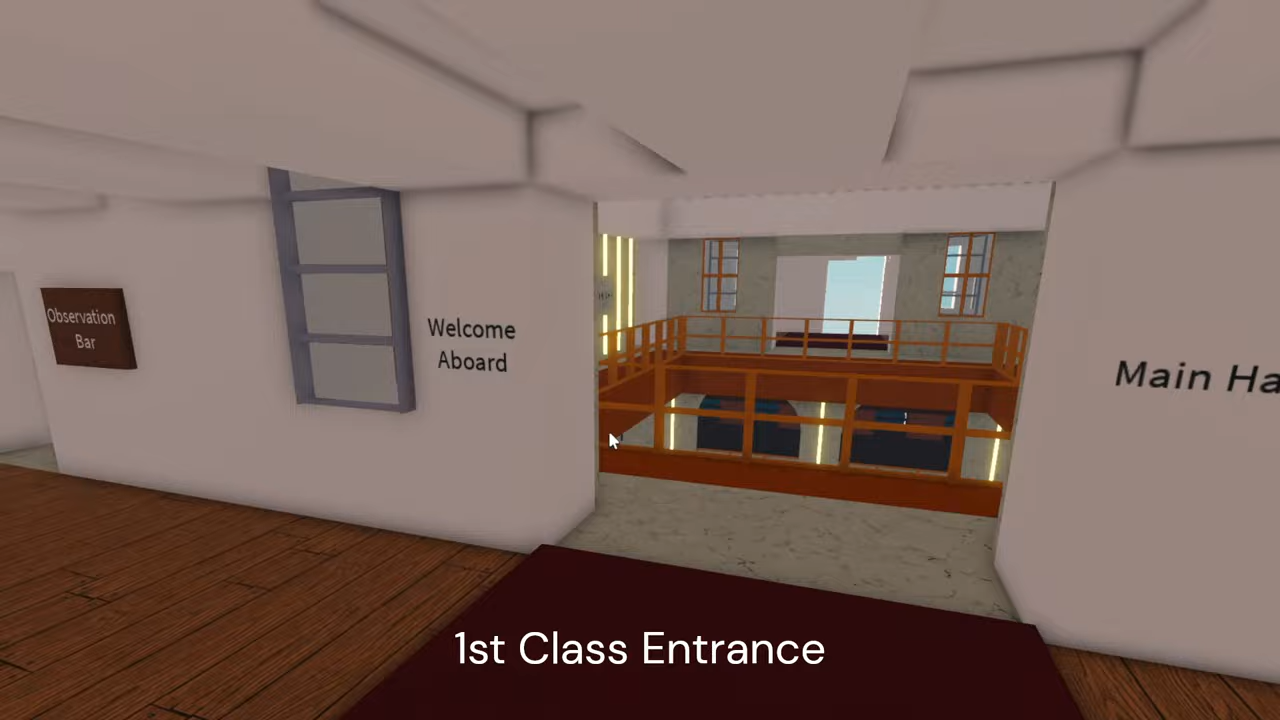 Observation
Bar
Welcome
Aboard
Main Ha
1st Class Entrance